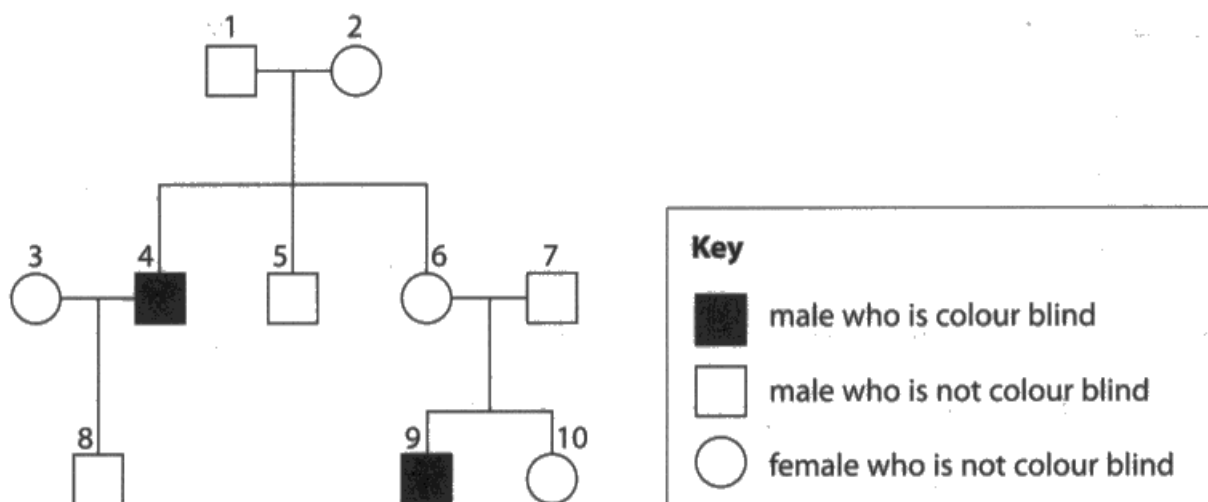 1 2
3 4 5 6 7
8 9 10
Key
male who is colour blind
male who is not colour blind
female who is not colour blind